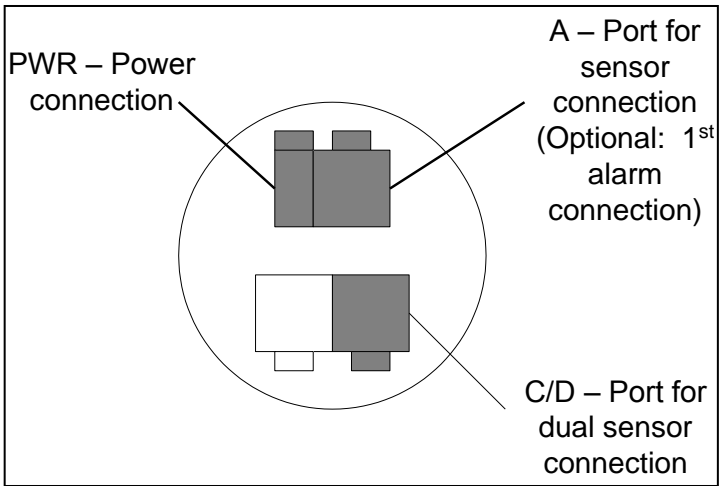 PWR – Power
connection
A – Port for
sensor
connection
(Optional: 1st
alarm
connection)
C/D – Port for
dual sensor
connection